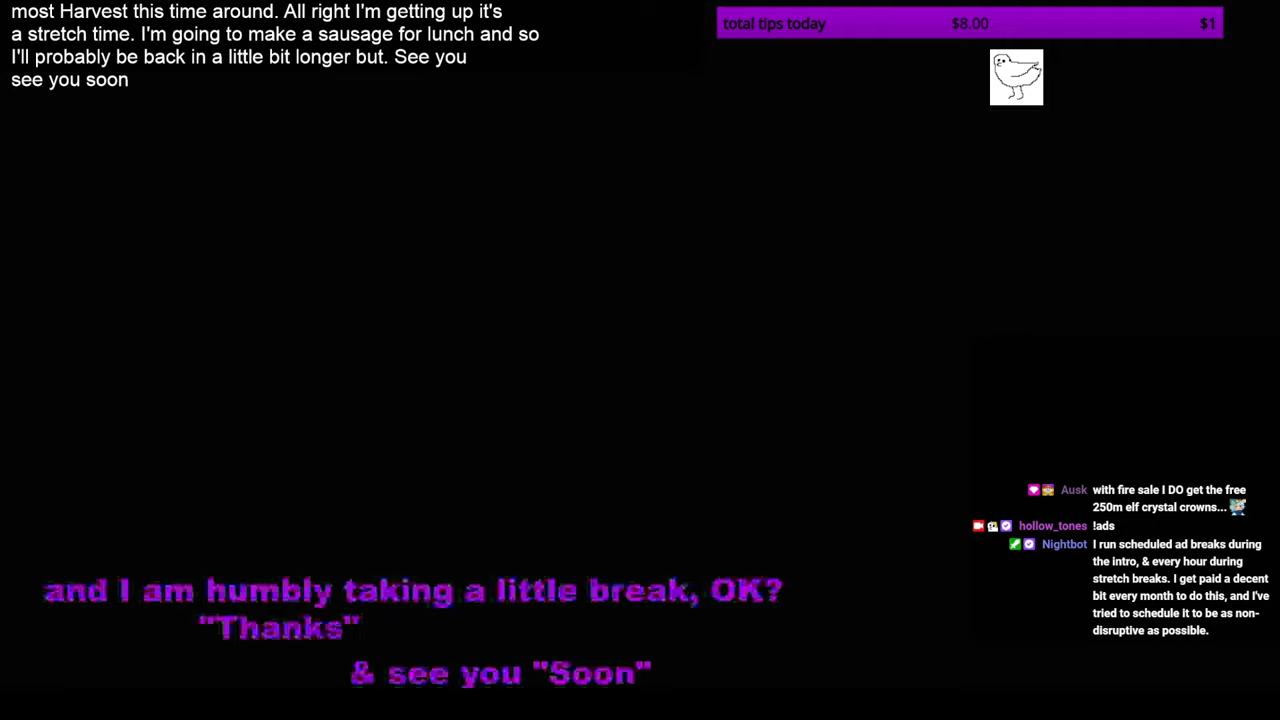 most Harvest this time around. All right I'm getting up it's
a stretch time. I'm going to make a sausage for lunch and so
I'll probably be back in a little bit longer but. See you
see you soon
total tips today $8.00 $1
Ausk with fire sale I DO get the free
250m elf crystal crowns...
hollow_tones !ads
Nightbot I run scheduled ad breaks during
the intro, & every hour during
stretch breaks. I get paid a decent
bit every month to do this, and I've
tried to schedule it to be as non-
disruptive as possible.
and I am humbly taking a little break, OK?
"Thanks"
& see you "Soon"